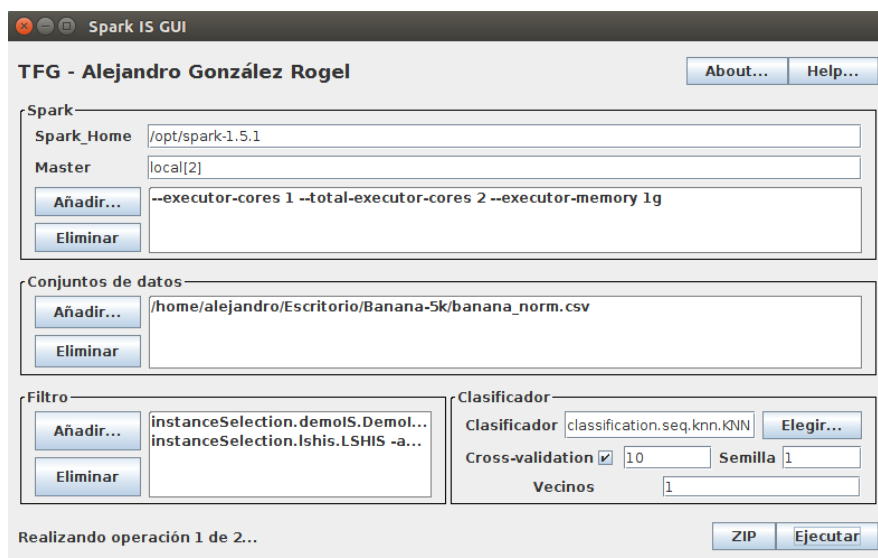 Spark IS GUI
TFG - Alejandro González Rogel
About...
Help...
Spark
Spark_Home
/opt/spark-1.5.1
Master
local[2]
Añadir...
--executor-cores 1 --total-executor-cores 2 --executor-memory 1g
Eliminar
Conjuntos de datos
Añadir...
/home/alejandro/Escritorio/Banana-5k/banana_norm.csv
Eliminar
Filtro
Añadir...
instanceSelection.demoIS.DemoI...
instanceSelection.lshis.LSHIS -a...
Eliminar
Clasificador
Clasificador
classification.seq.knn.KNN
Elegir...
Cross-validation
10
Semilla
1
Vecinos
1
Realizando operación 1 de 2...
ZIP
Ejecutar